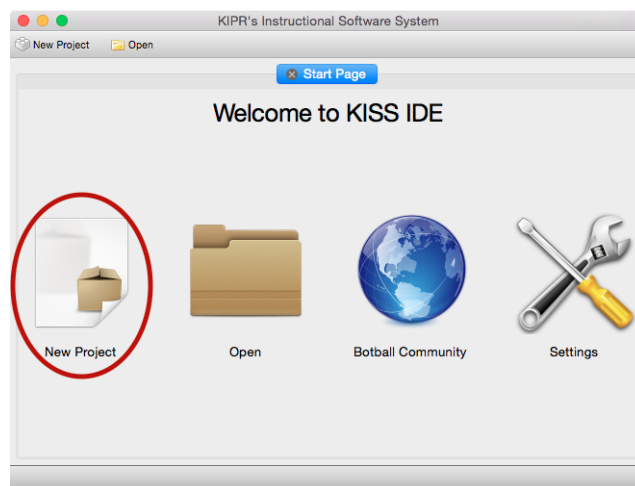 KIPR's Instructional Software System
New Project Open
Start Page
Welcome to KISS IDE
New Project Open Botball Community Settings